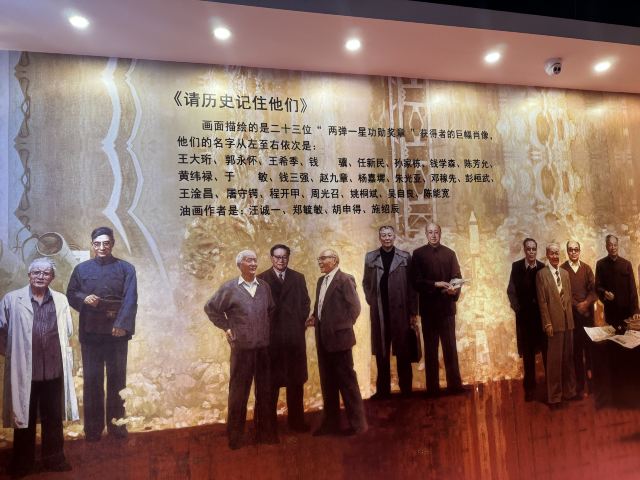 《请历史记住他们》
画面描绘的是二十三位“两弹一星功勋奖章”获得者的巨幅肖像，
他们的名字从左至右依次是：
王大珩、郭永怀、王希季、钱 骥、任新民、孙家栋、钱学森、陈芳允、
黄纬禄、于 敏、钱三强、赵九章、杨嘉墀、朱光亚、邓稼先、彭桓武、
王淦昌、屠守锷、程开甲、周光召、姚桐斌、吴自良、陈能宽
油画作者是：汪诚一、郑毓敏、胡申得、施绍辰